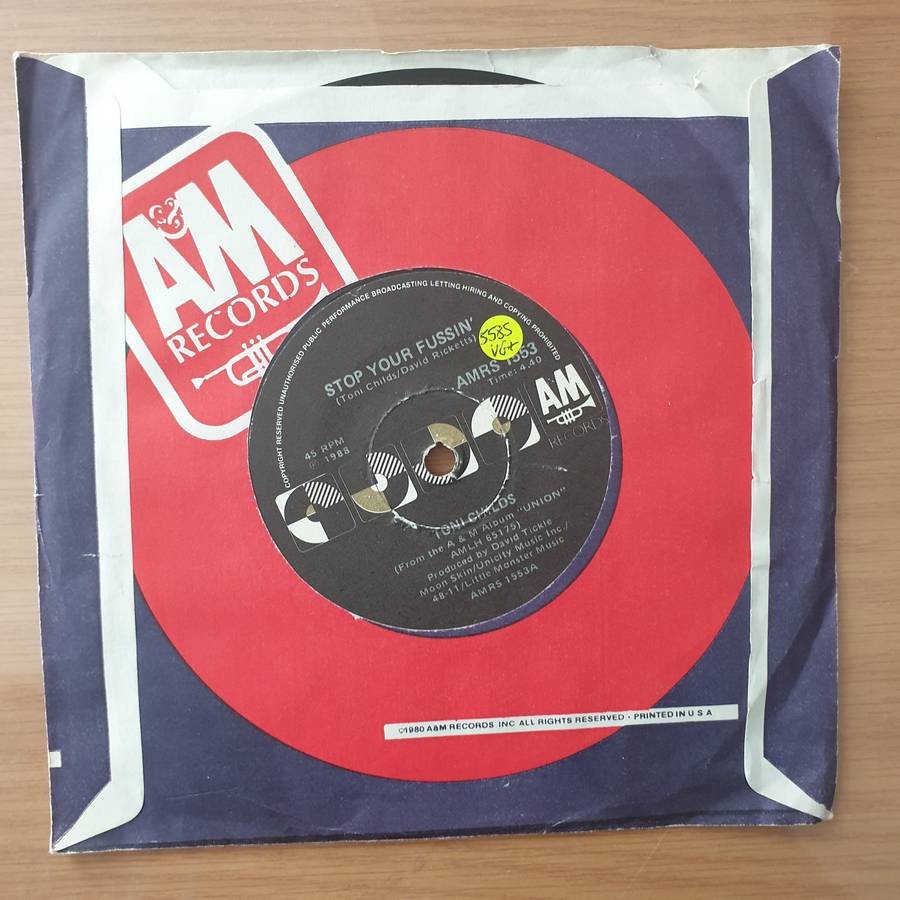 A&M
RECORDS
COPYRIGHT RESERVED UNAUTHORISED PUBLIC PERFORMANCE BROADCASTING LETTING HIRING AND COPYING PROHIBITED
STOP YOUR FUSSIN'
(Toni Childs/David Ricketts)
5585
VG+
AMRS 1553
Time: 4.40
45 RPM
℗ 1988
A&M
RECORDS
TONI CHILDS
(From the A & M Album "UNION"
AMLH 65175)
Produced by David Tickle
Moon Skin/Unicity Music Inc./
48-11/Little Monster Music
AMRS 1553A
©1980 A&M RECORDS, INC. ALL RIGHTS RESERVED • PRINTED IN U S A